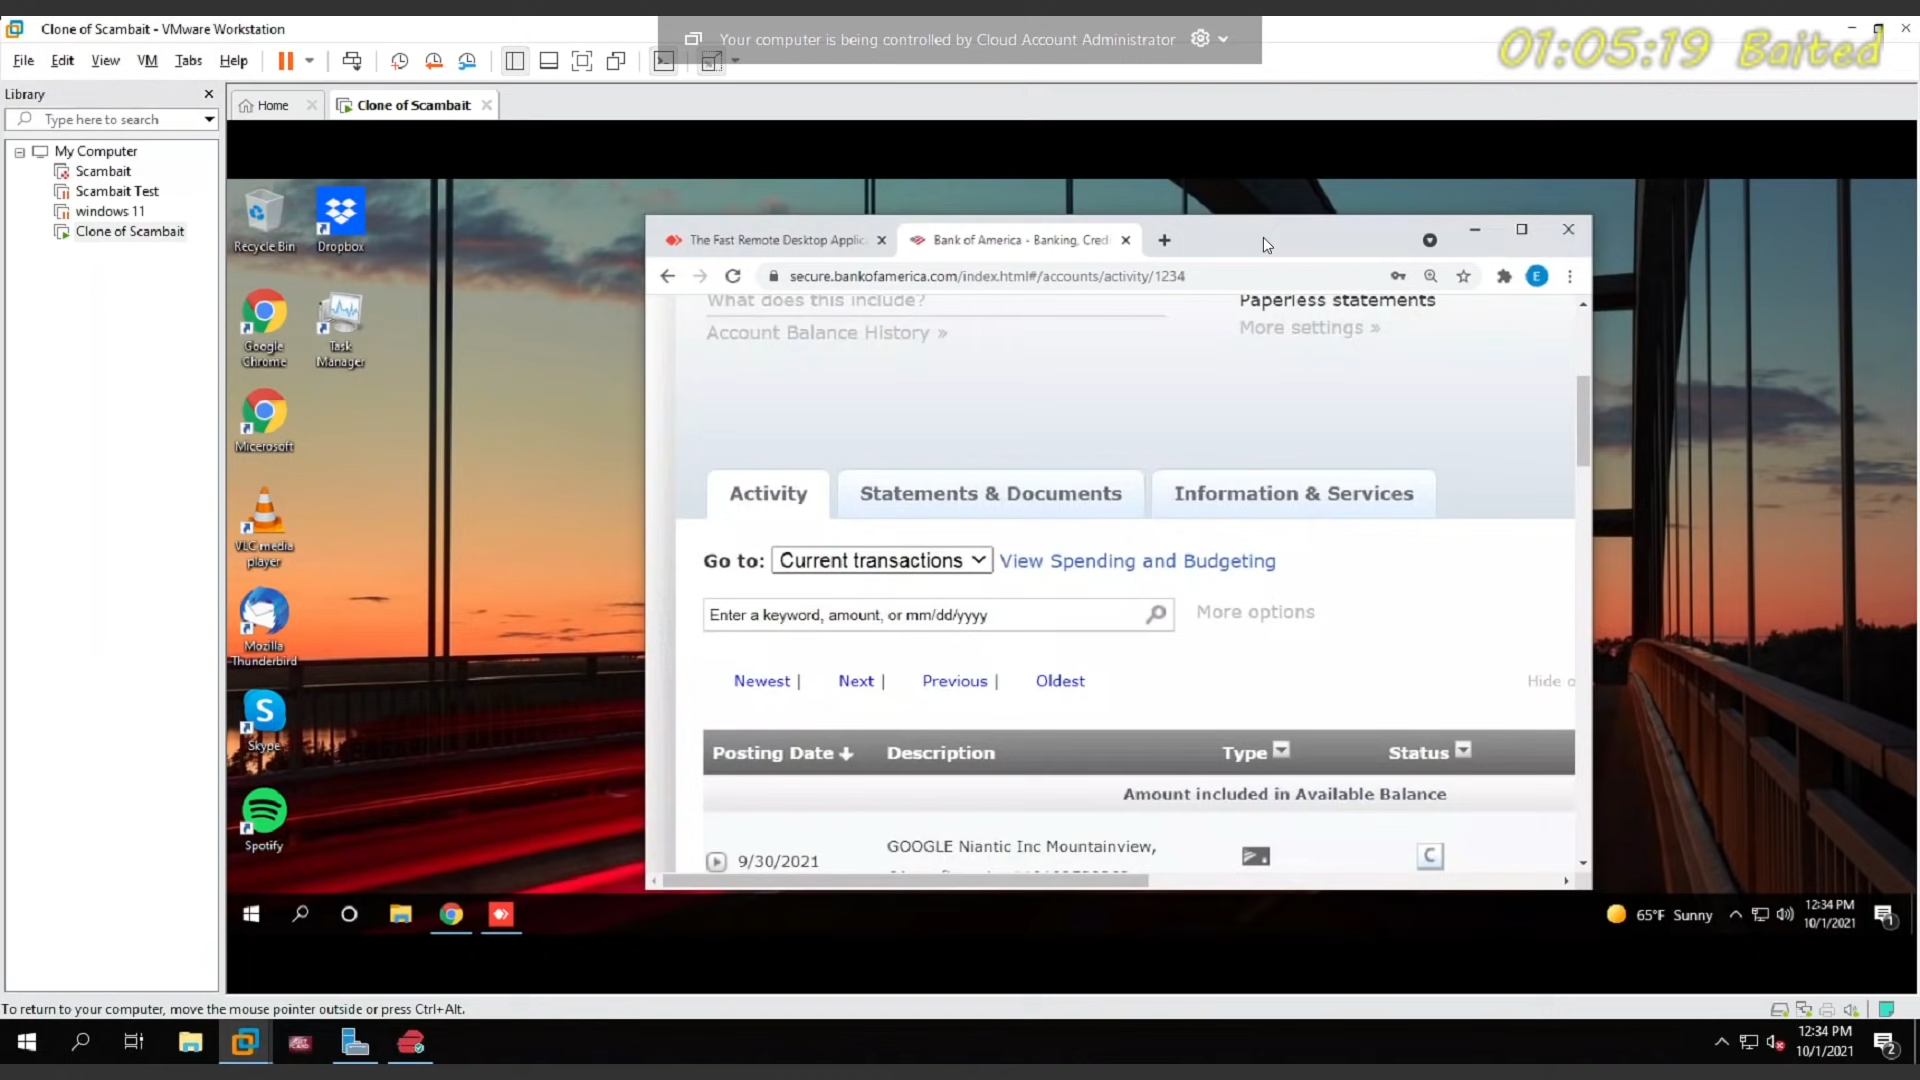 Clone of Scambait - VMware Workstation
Your computer is being controlled by Cloud Account Administrator
01:05:19 Baited
File Edit View VM Tabs Help
Library
Home
Clone of Scambait
Type here to search
My Computer
Scambait
Scambait Test
windows 11
Clone of Scambait
Recycle Bin
Dropbox
Google Chrome
Task Manager
Micerosoft
VLC media player
Mozilla Thunderbird
S
Skype
Spotify
The Fast Remote Desktop Applic
Bank of America - Banking, Cred
secure.bankofamerica.com/index.html#/accounts/activity/1234
E
What does this include?
Paperless statements
Account Balance History »
More settings »
Activity
Statements & Documents
Information & Services
Go to: Current transactions View Spending and Budgeting
Enter a keyword, amount, or mm/dd/yyyy
More options
Newest | Next | Previous | Oldest
Hide
Posting Date Description Type Status
Amount included in Available Balance
9/30/2021
GOOGLE Niantic Inc Mountainview,
C
65°F Sunny
12:34 PM
10/1/2021
1
To return to your computer, move the mouse pointer outside or press Ctrl+Alt.
12:34 PM
10/1/2021
2